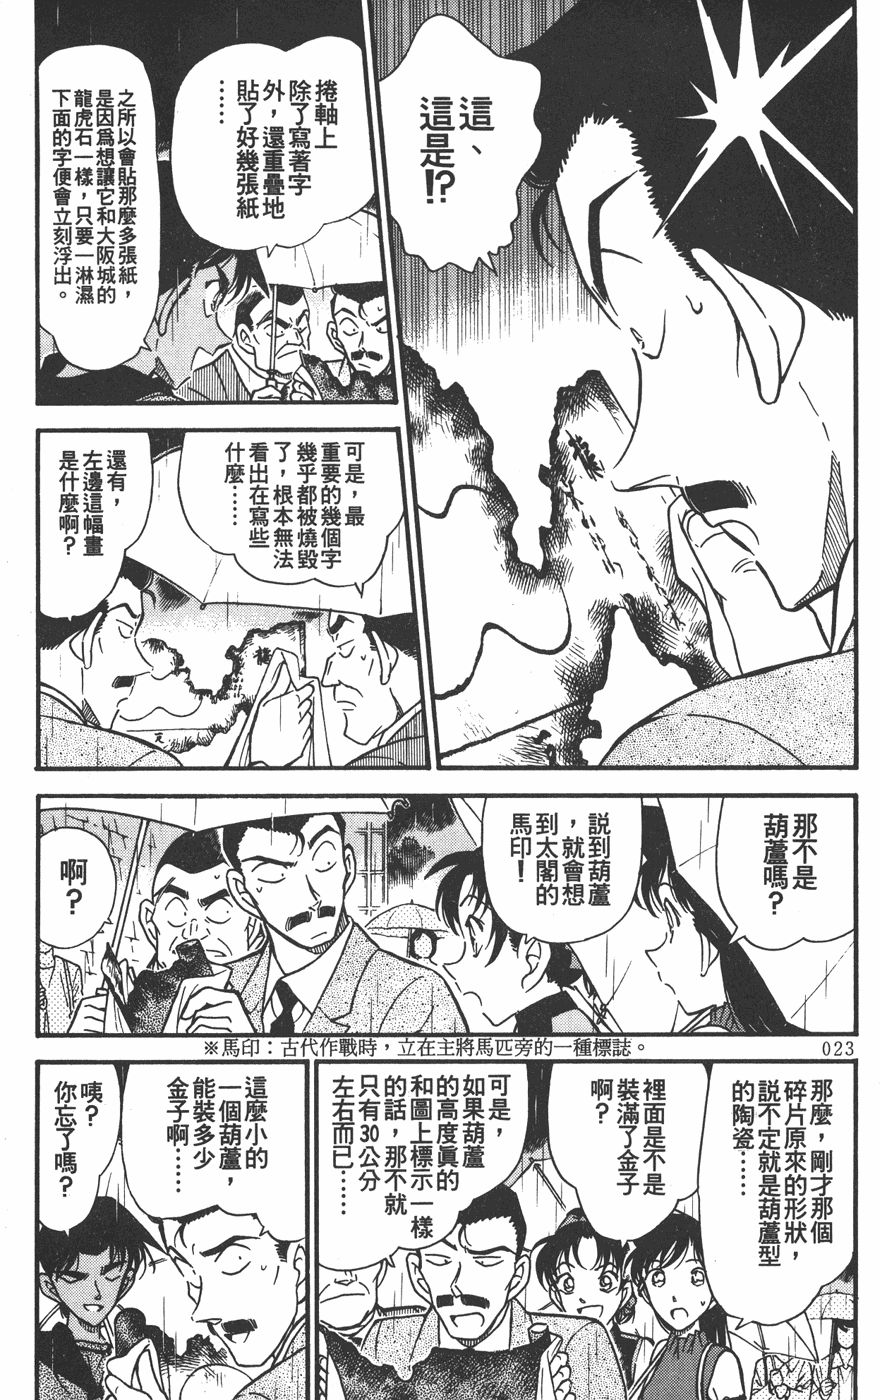 這、
這是!?
捲軸上
除了寫著字
外，還重疊地
貼了好幾張紙
……
之所以會貼那麼多張紙，
是因為想讓它和大阪城的
龍虎石一樣，只要一淋濕
下面的字便會立刻浮出。
龍
可是，最
重要的幾個字
幾乎都被燒毀
了，根本無法
看出在寫些
什麼……
還有，
左邊這幅畫
是什麼啊？
龍
元
那不是
葫蘆嗎？
說到葫蘆
，就會想
到太閤的
馬印！
啊？
※馬印：古代作戰時，立在主將馬匹旁的一種標誌。
023
那麼，剛才那個
碎片原來的形狀，
說不定就是葫蘆型
的陶瓷……
裡面是不是
裝滿了金子
啊？
可是，
如果葫蘆
的高度真的
和圖上標示一樣
的話，那不就
只有30公分
左右而已……
這麼小的
一個葫蘆，
能裝多少
金子啊……
咦？
你忘了嗎？